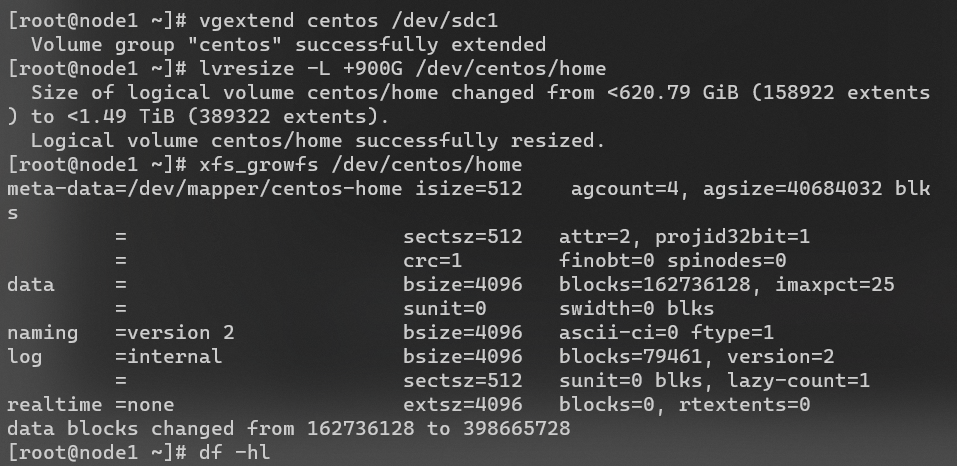 [root@node1 ~]# vgextend centos /dev/sdc1
  Volume group "centos" successfully extended
[root@node1 ~]# lvresize -L +900G /dev/centos/home
  Size of logical volume centos/home changed from <620.79 GiB (158922 extents
) to <1.49 TiB (389322 extents).
  Logical volume centos/home successfully resized.
[root@node1 ~]# xfs_growfs /dev/centos/home
meta-data=/dev/mapper/centos-home isize=512    agcount=4, agsize=40684032 blk
s
         =                       sectsz=512   attr=2, projid32bit=1
         =                       crc=1        finobt=0 spinodes=0
data     =                       bsize=4096   blocks=162736128, imaxpct=25
         =                       sunit=0      swidth=0 blks
naming   =version 2              bsize=4096   ascii-ci=0 ftype=1
log      =internal               bsize=4096   blocks=79461, version=2
         =                       sectsz=512   sunit=0 blks, lazy-count=1
realtime =none                   extsz=4096   blocks=0, rtextents=0
data blocks changed from 162736128 to 398665728
[root@node1 ~]# df -hl